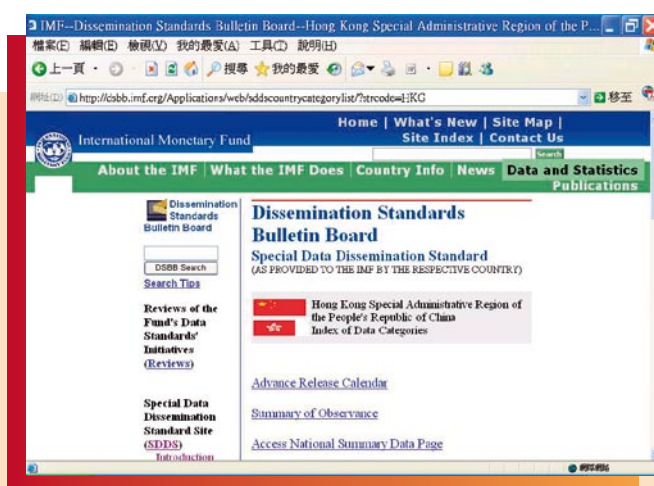 IMF--Dissemination Standards Bulletin Board--Hong Kong Special Administrative Region of the P...
檔案(F) 編輯(E) 檢視(V) 我的最愛(A) 工具(T) 說明(H)
上一頁 搜尋 我的最愛
網址(D) http://dsbb.imf.org/Applications/web/sddscountrycategorylist/?strcode=HKG 移至
International Monetary Fund
Home | What's New | Site Map |
Site Index | Contact Us
Search
About the IMF | What the IMF Does | Country Info | News | Data and Statistics
Publications
Dissemination
Standards
Bulletin Board
DSBB Search
Search Tips
Reviews of the
Fund's Data
Standards'
Initiatives
(Reviews)
Special Data
Dissemination
Standard Site
(SDDS)
Introduction
Dissemination Standards
Bulletin Board
Special Data Dissemination Standard
(AS PROVIDED TO THE IMF BY THE RESPECTIVE COUNTRY)
Hong Kong Special Administrative Region of
the People's Republic of China
Index of Data Categories
Advance Release Calendar
Summary of Observance
Access National Summary Data Page
網際網路